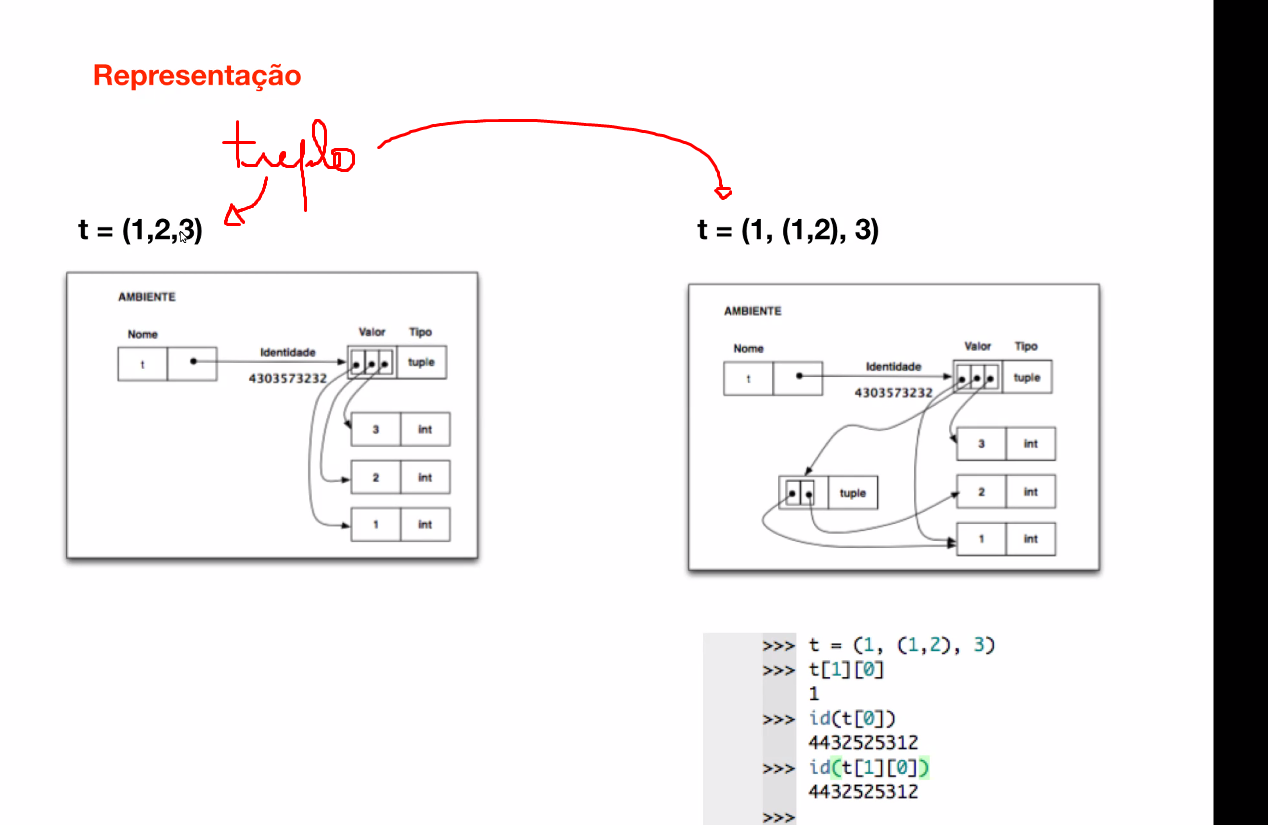 Representação
t = (1,2,3)
AMBIENTE
Nome
Valor
Tipo
t
Identidade
4303573232
tuple
3
int
2
int
1
int
t = (1, (1,2), 3)
AMBIENTE
Nome
Valor
Tipo
t
Identidade
4303573232
tuple
3
int
tuple
2
int
1
int
>>> t = (1, (1,2), 3)
>>> t[1][0]
1
>>> id(t[0])
4432525312
>>> id(t[1][0])
4432525312
>>>